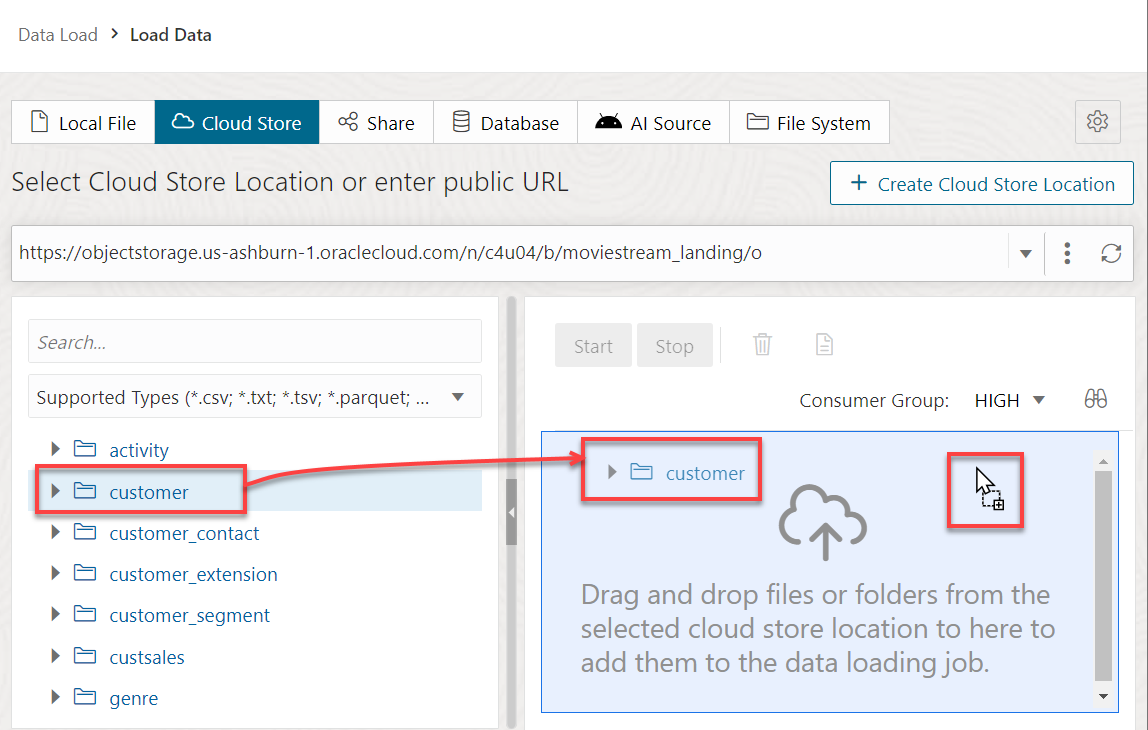 Data Load > Load Data
Local File
Cloud Store
Share
Database
AI Source
File System
Select Cloud Store Location or enter public URL
+ Create Cloud Store Location
https://objectstorage.us-ashburn-1.oraclecloud.com/n/c4u04/b/moviestream_landing/o
Search...
Supported Types (*.csv; *.txt; *.tsv; *.parquet; ...
activity
customer
customer_contact
customer_extension
customer_segment
custsales
genre
Start
Stop
Consumer Group: HIGH
customer
Drag and drop files or folders from the
selected cloud store location to here to
add them to the data loading job.